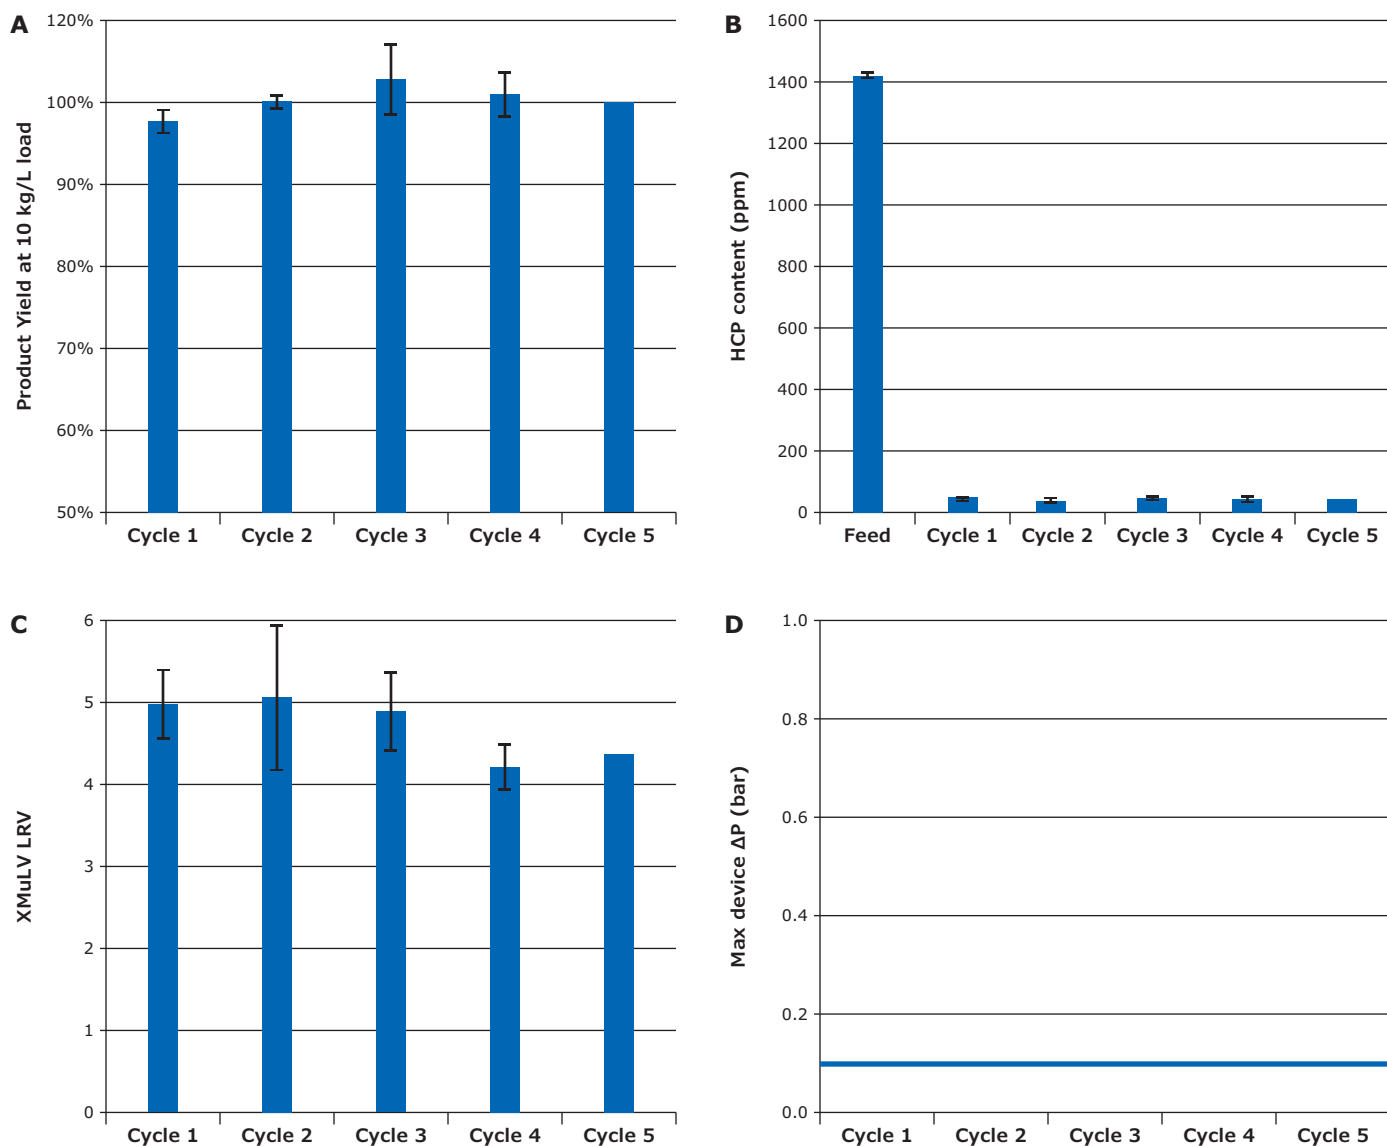 A
Product Yield at 10 kg/L load
120%
110%
100%
90%
80%
70%
60%
50%
Cycle 1 Cycle 2 Cycle 3 Cycle 4 Cycle 5
B
HCP content (ppm)
1600
1400
1200
1000
800
600
400
200
0
Feed Cycle 1 Cycle 2 Cycle 3 Cycle 4 Cycle 5
C
XMuLV LRV
6
5
4
3
2
1
0
Cycle 1 Cycle 2 Cycle 3 Cycle 4 Cycle 5
D
Max device ΔP (bar)
1.0
0.8
0.6
0.4
0.2
0.0
Cycle 1 Cycle 2 Cycle 3 Cycle 4 Cycle 5